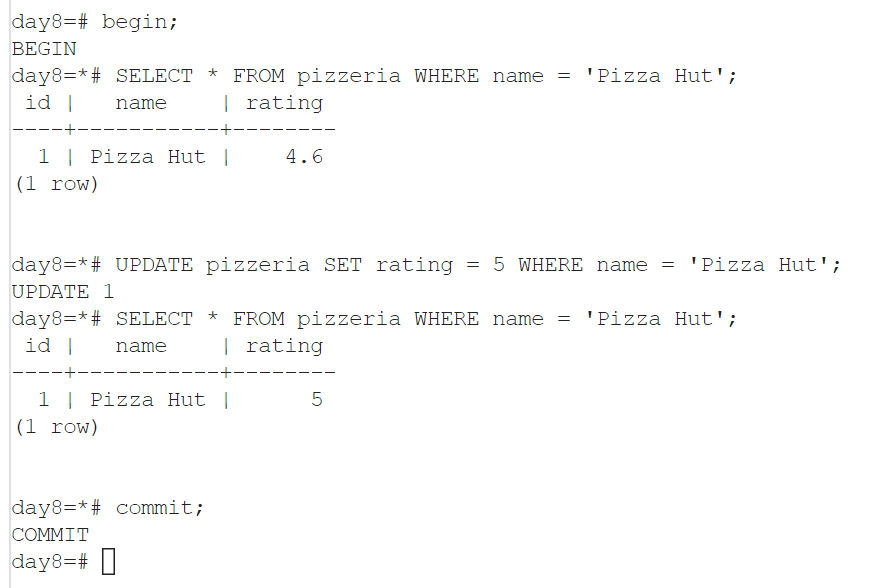 day8=# begin;
BEGIN
day8=*# SELECT * FROM pizzeria WHERE name = 'Pizza Hut';
 id |   name    | rating
----+-----------+--------
  1 | Pizza Hut |    4.6
(1 row)
day8=*# UPDATE pizzeria SET rating = 5 WHERE name = 'Pizza Hut';
UPDATE 1
day8=*# SELECT * FROM pizzeria WHERE name = 'Pizza Hut';
 id |   name    | rating
----+-----------+--------
  1 | Pizza Hut |      5
(1 row)
day8=*# commit;
COMMIT
day8=#